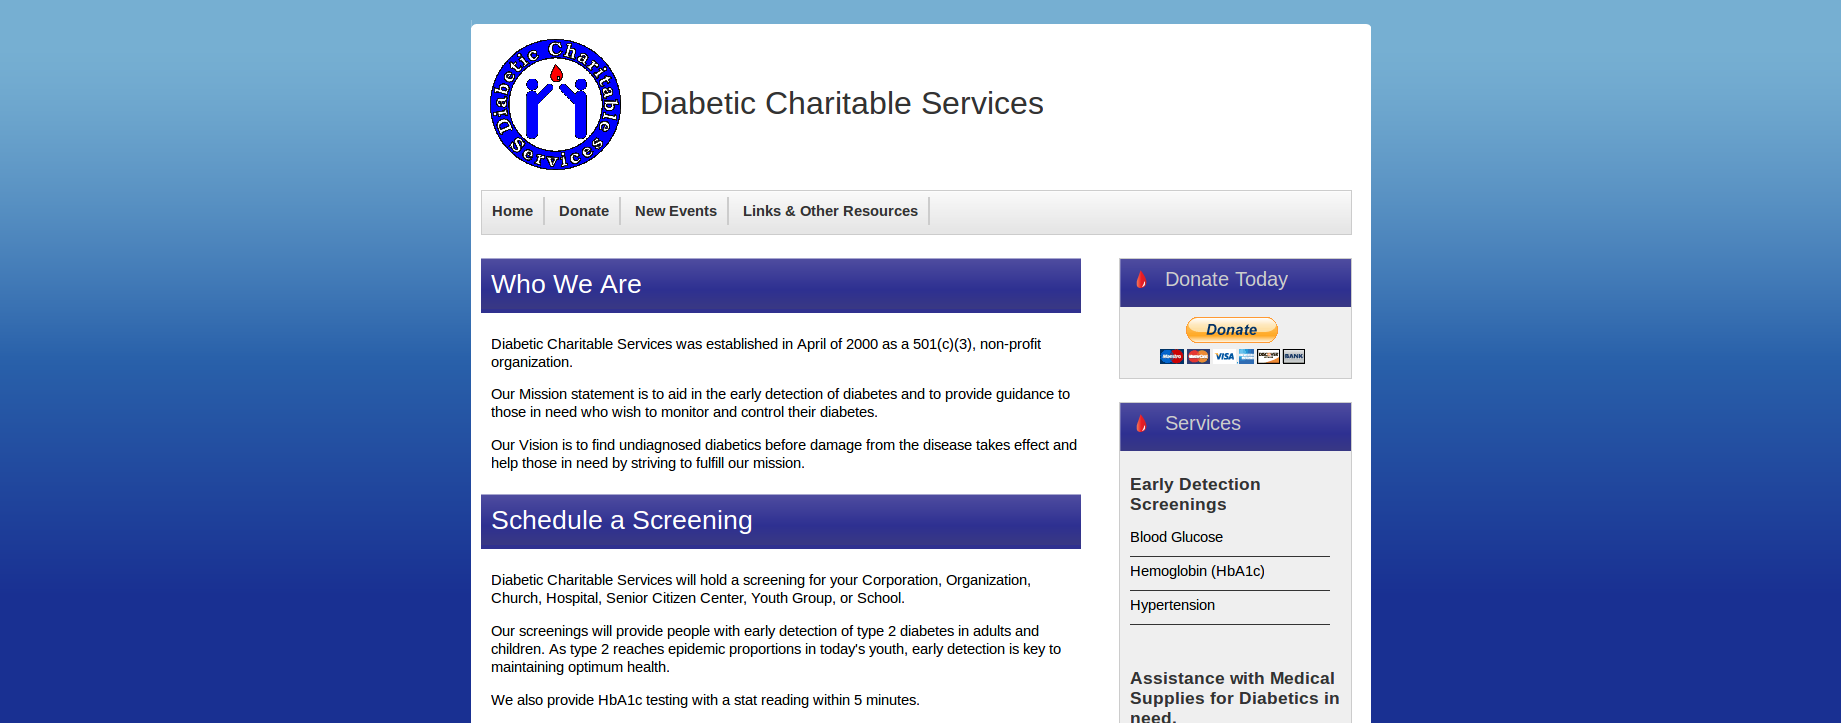 Diabetic Charitable Services
Diabetic Charitable Services
Home
Donate
New Events
Links & Other Resources
Who We Are
Diabetic Charitable Services was established in April of 2000 as a 501(c)(3), non-profit
organization.
Our Mission statement is to aid in the early detection of diabetes and to provide guidance to
those in need who wish to monitor and control their diabetes.
Our Vision is to find undiagnosed diabetics before damage from the disease takes effect and
help those in need by striving to fulfill our mission.
Schedule a Screening
Diabetic Charitable Services will hold a screening for your Corporation, Organization,
Church, Hospital, Senior Citizen Center, Youth Group, or School.
Our screenings will provide people with early detection of type 2 diabetes in adults and
children. As type 2 reaches epidemic proportions in today's youth, early detection is key to
maintaining optimum health.
We also provide HbA1c testing with a stat reading within 5 minutes.
Donate Today
Donate
Maestro
MasterCard
VISA
DISCOVER
BANK
Services
Early Detection
Screenings
Blood Glucose
Hemoglobin (HbA1c)
Hypertension
Assistance with Medical
Supplies for Diabetics in
need.